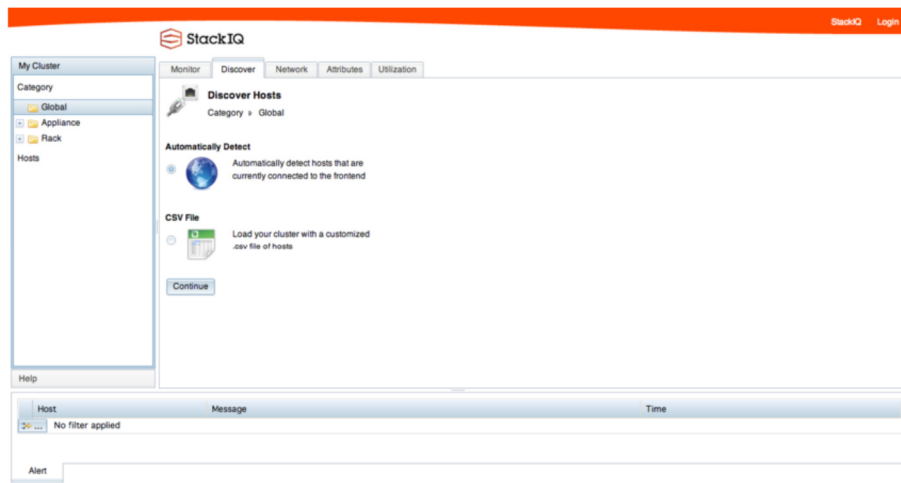 StackIQ Login
StackIQ
My Cluster
Category
Global
Appliance
Rack
Hosts
Help
Monitor Discover Network Attributes Utilization
Discover Hosts
Category » Global
Automatically Detect
Automatically detect hosts that are
currently connected to the frontend
CSV File
Load your cluster with a customized
.csv file of hosts
Continue
Host Message Time
... No filter applied
Alert